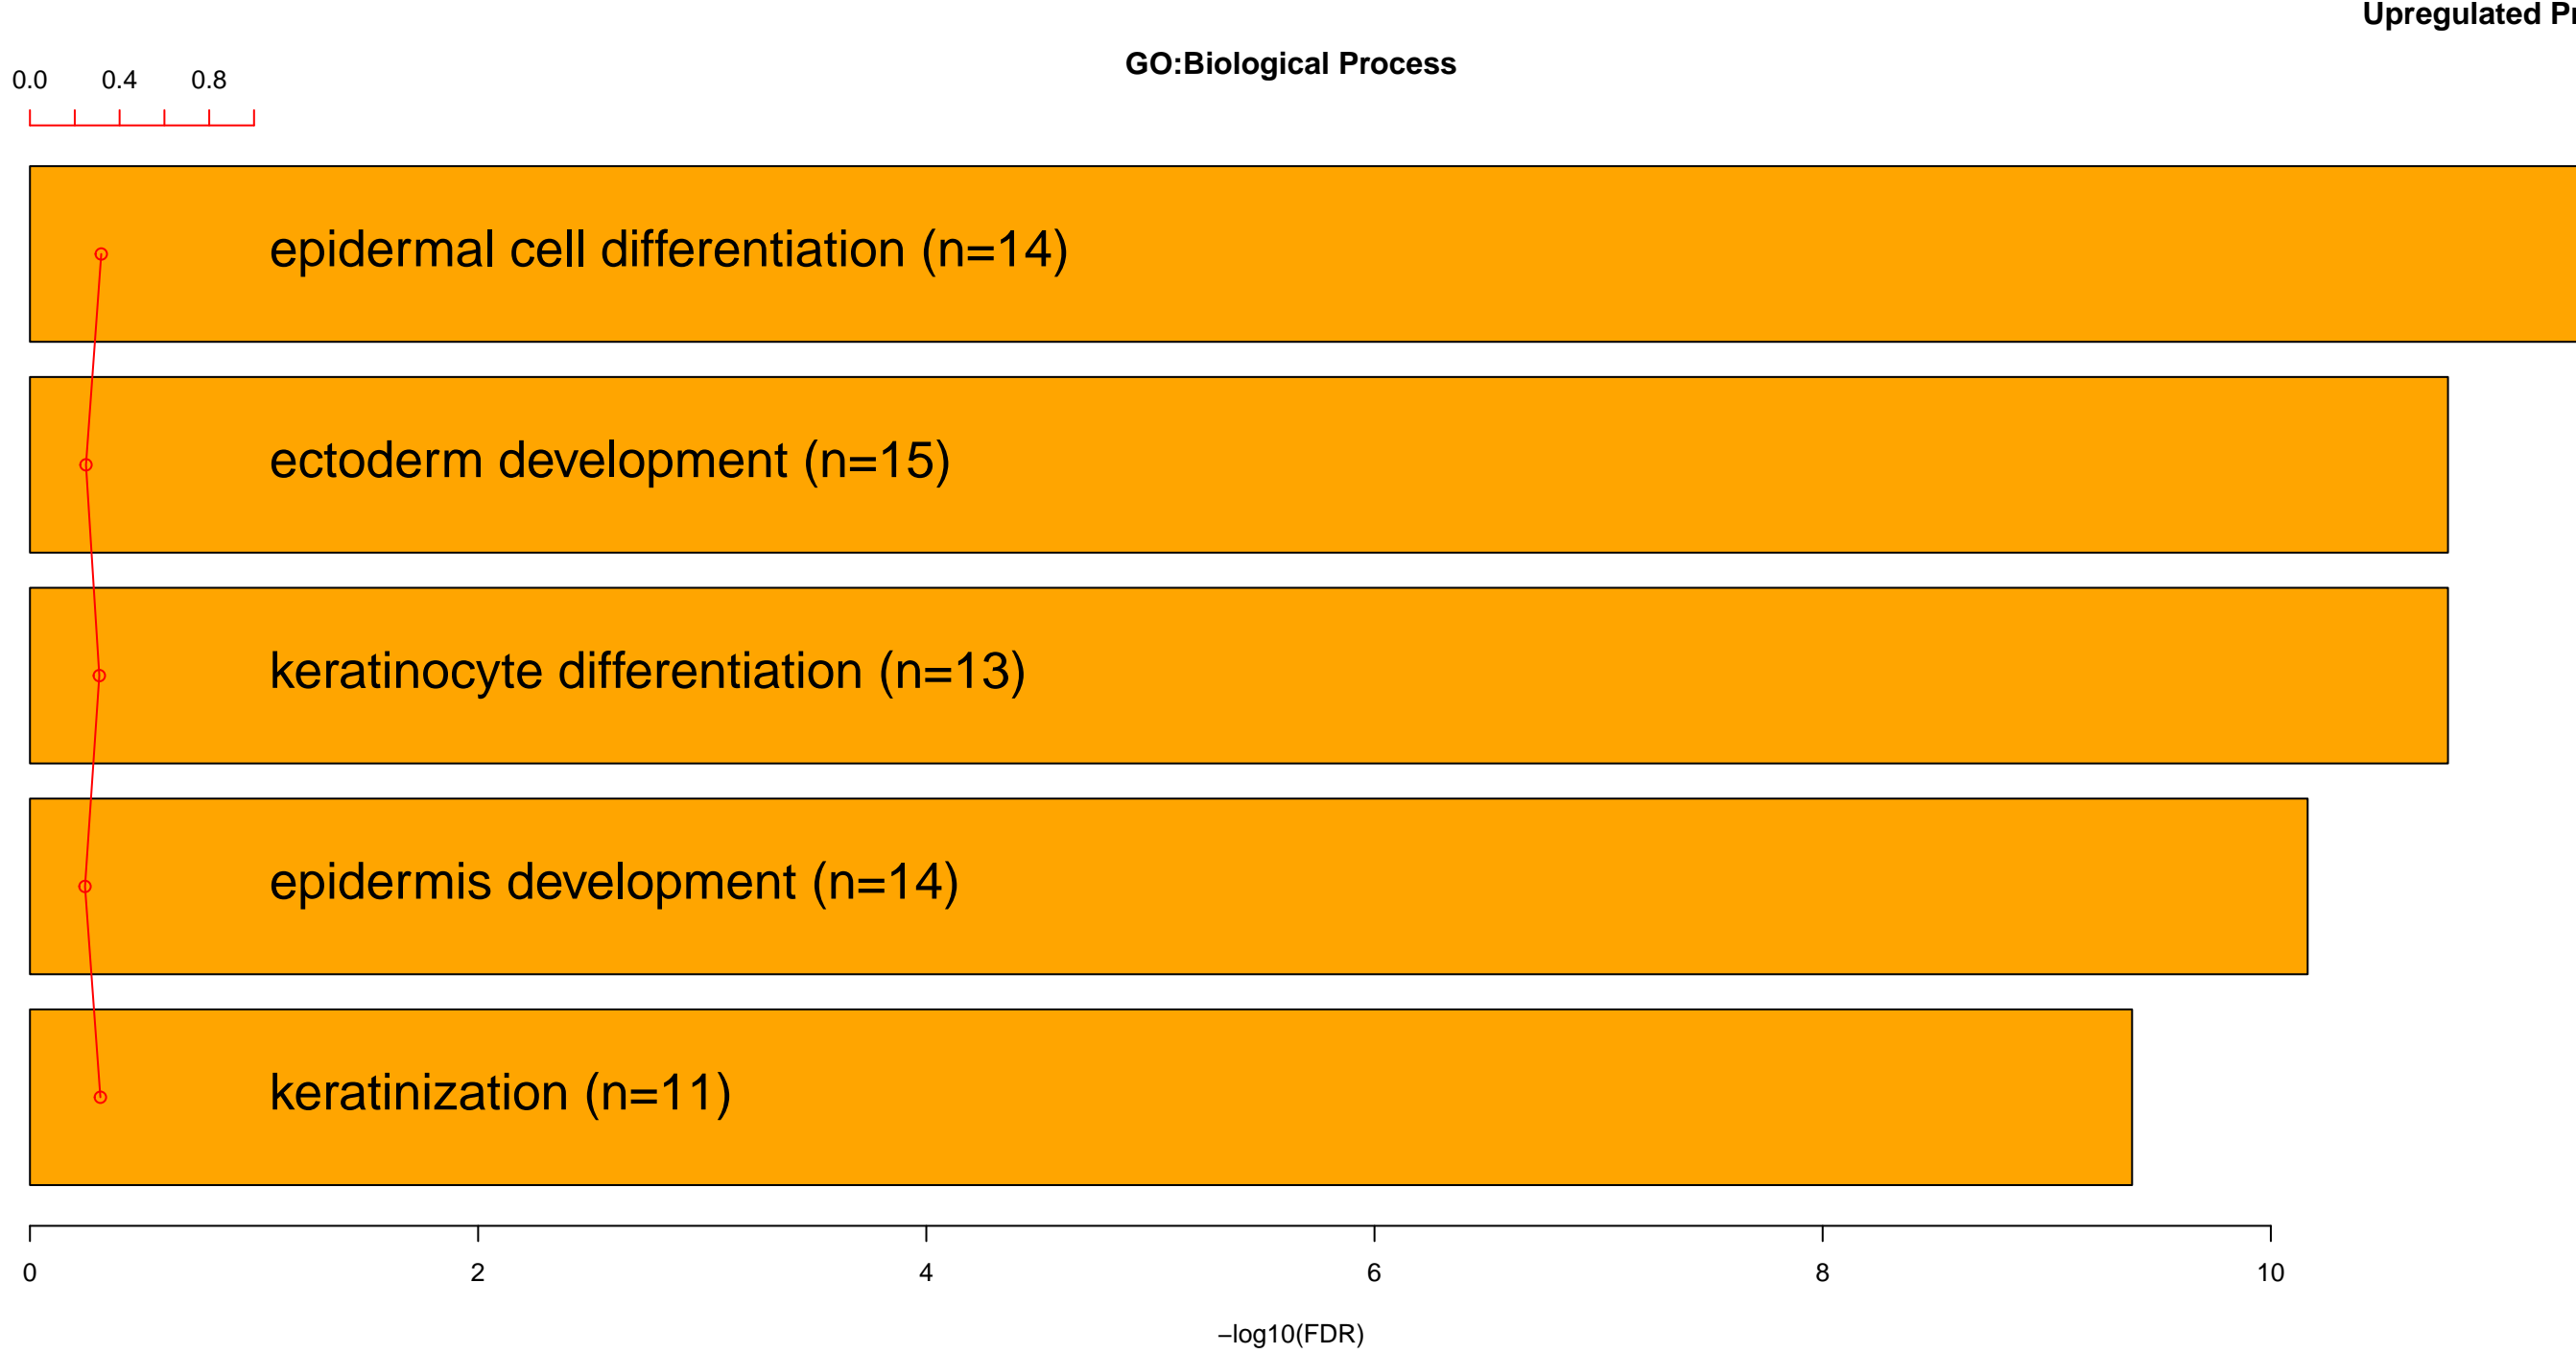 Upregulated Pr
GO:Biological Process
0.0 0.4 0.8
epidermal cell differentiation (n=14)
ectoderm development (n=15)
keratinocyte differentiation (n=13)
epidermis development (n=14)
keratinization (n=11)
0 2 4 6 8 10
−log10(FDR)